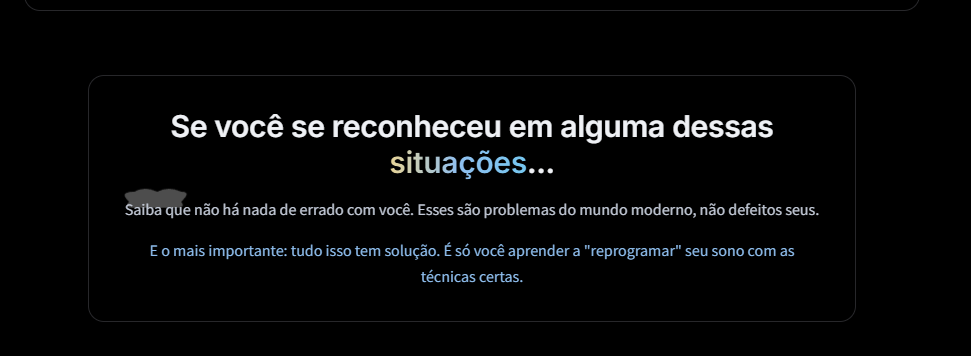 Se você se reconheceu em alguma dessas
situações...
Saiba que não há nada de errado com você. Esses são problemas do mundo moderno, não defeitos seus.
E o mais importante: tudo isso tem solução. É só você aprender a "reprogramar" seu sono com as
técnicas certas.